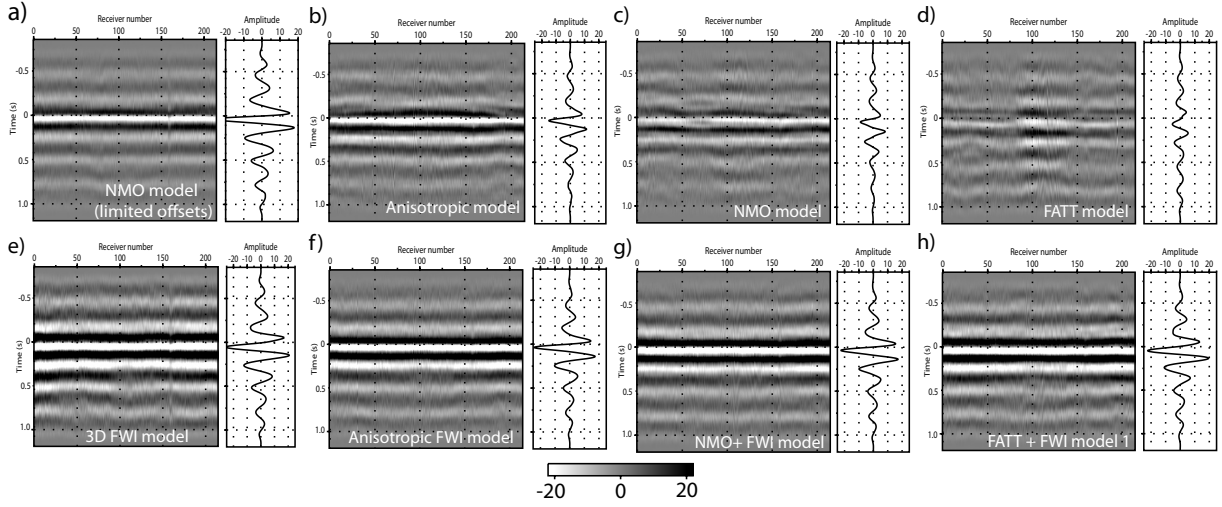 a)
Receiver number
Amplitude
0 50 100 150 200
-20 -10 0 10 20
-0.5
0
0.5
1.0
Time (s)
NMO model
(limited offsets)
b)
Receiver number
Amplitude
0 50 100 150 200
-20 -10 0 10 20
-0.5
0
0.5
1.0
Time (s)
Anisotropic model
c)
Receiver number
Amplitude
0 50 100 150 200
-20 -10 0 10 20
-0.5
0
0.5
1.0
Time (s)
NMO model
d)
Receiver number
Amplitude
0 50 100 150 200
-20 -10 0 10 20
-0.5
0
0.5
1.0
Time (s)
FATT model
e)
Receiver number
Amplitude
0 50 100 150 200
-20 -10 0 10 20
-0.5
0
0.5
1.0
Time (s)
3D FWI model
f)
Receiver number
Amplitude
0 50 100 150 200
-20 -10 0 10 20
-0.5
0
0.5
1.0
Time (s)
Anisotropic FWI model
g)
Receiver number
Amplitude
0 50 100 150 200
-20 -10 0 10 20
-0.5
0
0.5
1.0
Time (s)
NMO+ FWI model
h)
Receiver number
Amplitude
0 50 100 150 200
-20 -10 0 10 20
-0.5
0
0.5
1.0
Time (s)
FATT + FWI model 1
-20 0 20